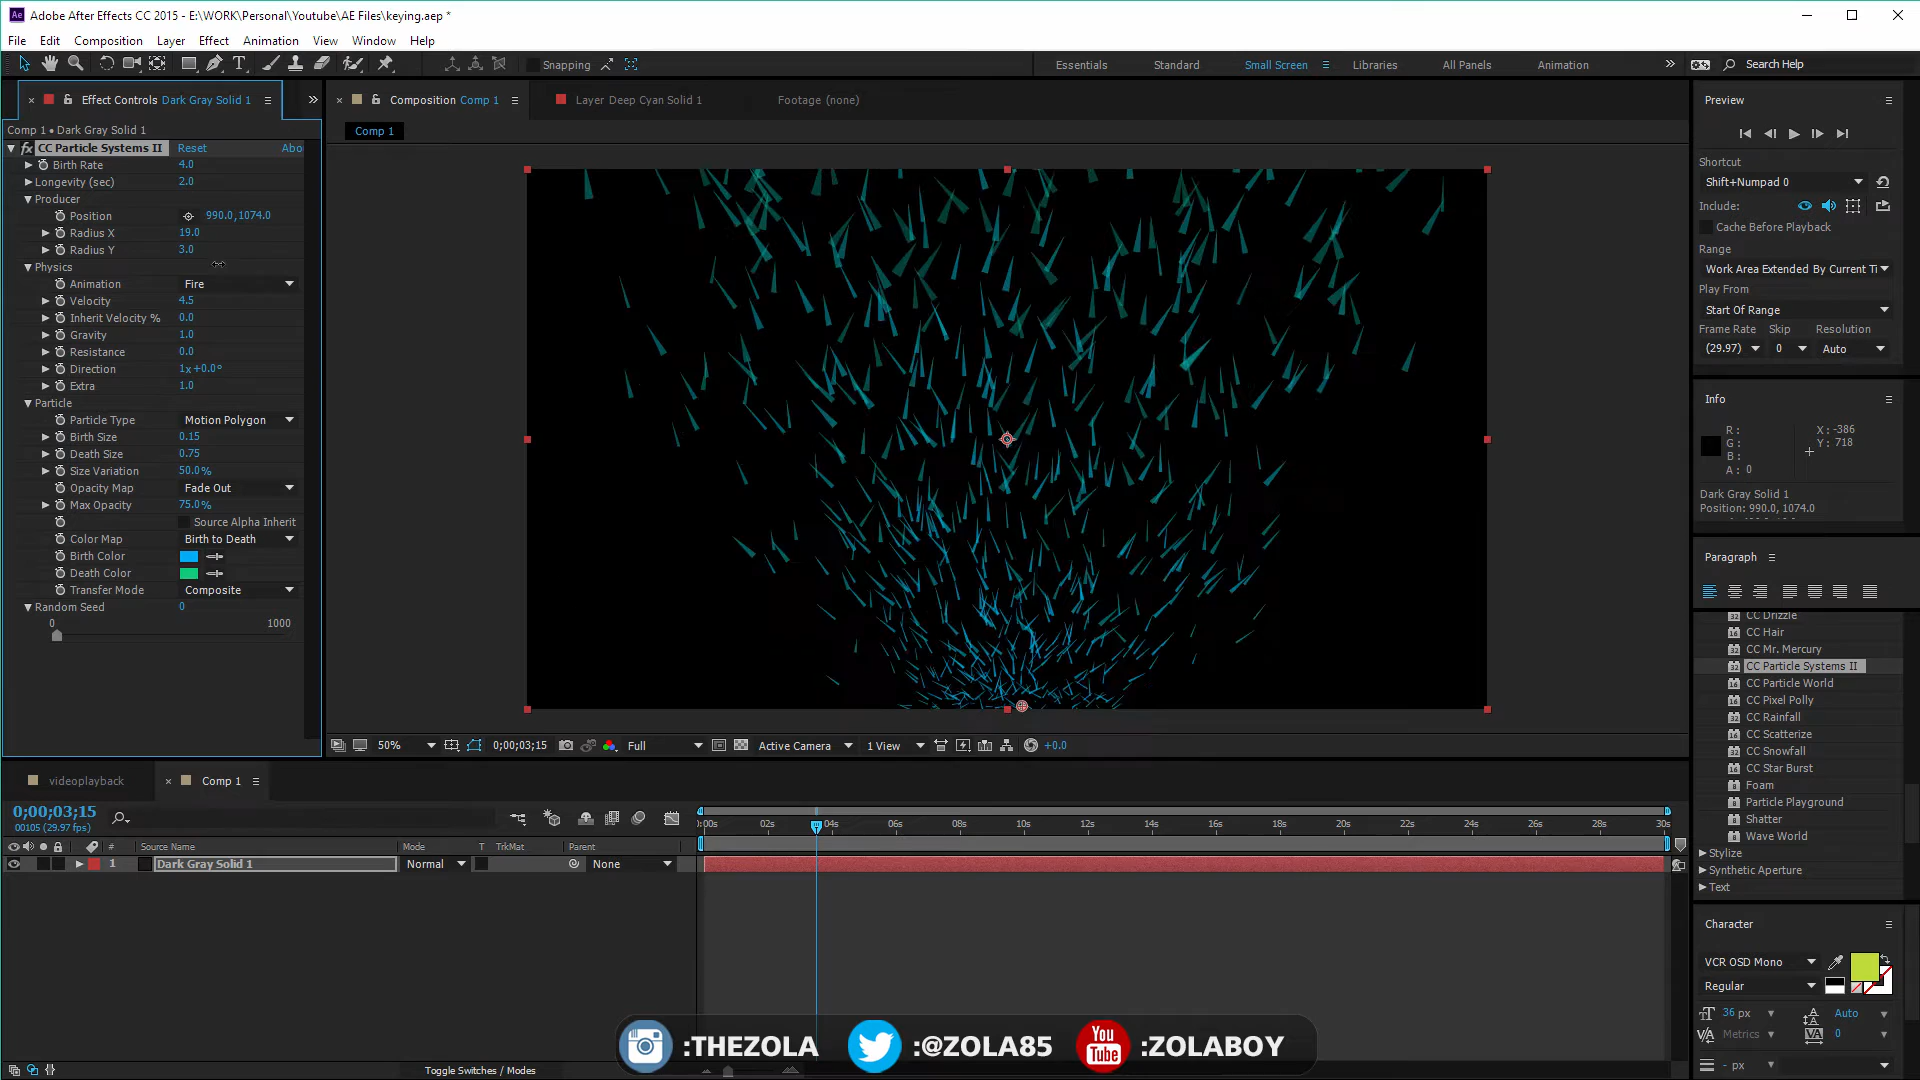 Adobe After Effects CC 2015 - E:\WORK\Personal\Youtube\AE Files\keying.aep *
File Edit Composition Layer Effect Animation View Window Help
Snapping
Essentials Standard Small Screen Libraries All Panels Animation
Search Help
Effect Controls Dark Gray Solid 1
Comp 1 • Dark Gray Solid 1
fx CC Particle Systems II Reset Abo
Birth Rate 4.0
Longevity (sec) 2.0
Producer
Position 990.0,1074.0
Radius X 19.0
Radius Y 3.0
Physics
Animation Fire
Velocity 4.5
Inherit Velocity % 0.0
Gravity 1.0
Resistance 0.0
Direction 1x+0.0°
Extra 1.0
Particle
Particle Type Motion Polygon
Birth Size 0.15
Death Size 0.75
Size Variation 50.0%
Opacity Map Fade Out
Max Opacity 75.0%
Source Alpha Inherit
Color Map Birth to Death
Birth Color
Death Color
Transfer Mode Composite
Random Seed 0
0 1000
Composition Comp 1
Layer Deep Cyan Solid 1
Footage (none)
Comp 1
50% 0;00;03;15 Full Active Camera 1 View +0.0
Preview
Shortcut
Shift+Numpad 0
Include:
Cache Before Playback
Range
Work Area Extended By Current Ti
Play From
Start Of Range
Frame Rate Skip Resolution
(29.97) 0 Auto
Info
R :
G :
B :
A : 0
X : -386
Y : 718
Dark Gray Solid 1
Position: 990.0, 1074.0
Paragraph
CC Drizzle
CC Hair
CC Mr. Mercury
CC Particle Systems II
CC Particle World
CC Pixel Polly
CC Rainfall
CC Scatterize
CC Snowfall
CC Star Burst
Foam
Particle Playground
Shatter
Wave World
Stylize
Synthetic Aperture
Text
Character
VCR OSD Mono
Regular
36 px Auto
Metrics 0
- px
videoplayback
Comp 1
0;00;03;15
00105 (29.97 fps)
# Source Name Mode T TrkMat Parent
1 Dark Gray Solid 1 Normal None
:00s 02s 04s 06s 08s 10s 12s 14s 16s 18s 20s 22s 24s 26s 28s 30s
Toggle Switches / Modes
:THEZOLA
:@ZOLA85
You
Tube
:ZOLABOY